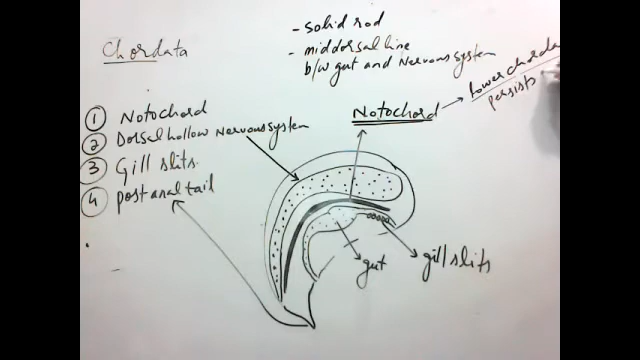 Chordata
① Notochord
② Dorsal hollow Nervous system
③ Gill slits
④ post anal tail
- solid rod
- middorsal line
b/w gut and Nervous system
Notochord
Lower chorda
persists
gut
gill slits